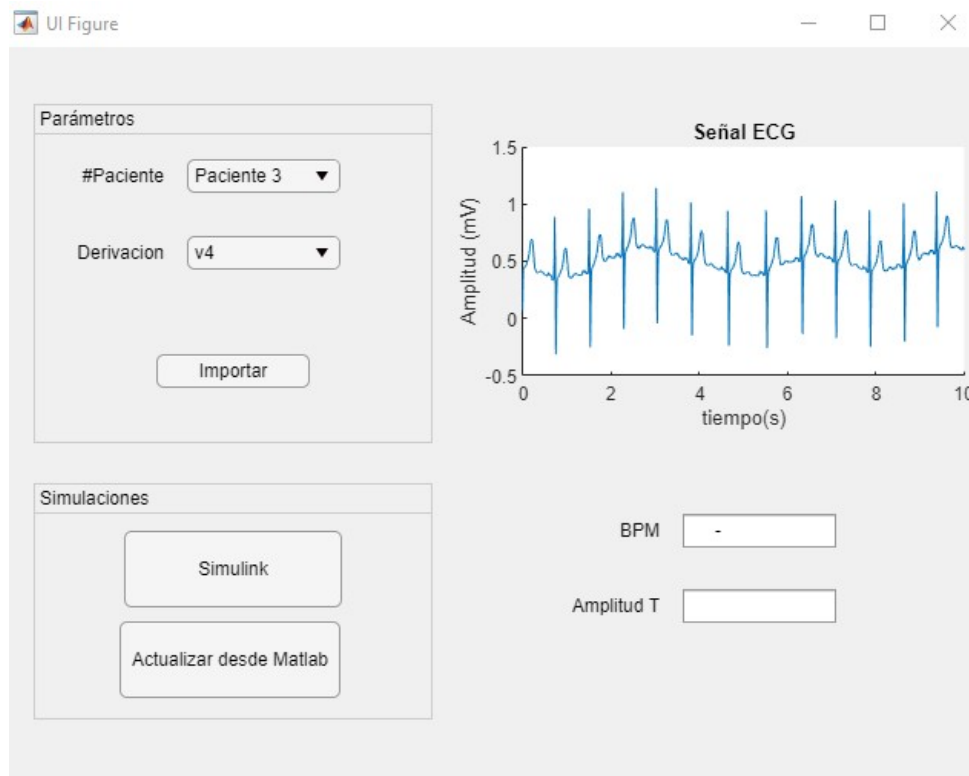 UI Figure
Parámetros
#Paciente Paciente 3
Derivacion v4
Importar
Señal ECG
1.5
1
0.5
0
-0.5
Amplitud (mV)
0 2 4 6 8 10
tiempo(s)
Simulaciones
Simulink
Actualizar desde Matlab
BPM -
Amplitud T